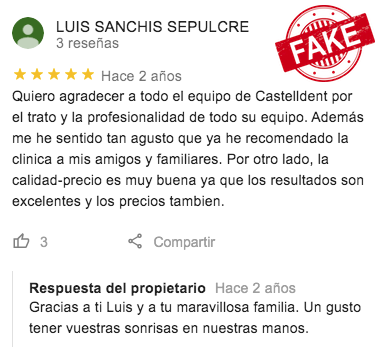 LUIS SANCHIS SEPULCRE
3 reseñas
FAKE
Hace 2 años
Quiero agradecer a todo el equipo de Castelldent por
el trato y la profesionalidad de todo su equipo. Además
me he sentido tan agusto que ya he recomendado la
clinica a mis amigos y familiares. Por otro lado, la
calidad-precio es muy buena ya que los resultados son
excelentes y los precios tambien.
3 Compartir
Respuesta del propietario Hace 2 años
Gracias a ti Luis y a tu maravillosa familia. Un gusto
tener vuestras sonrisas en nuestras manos.